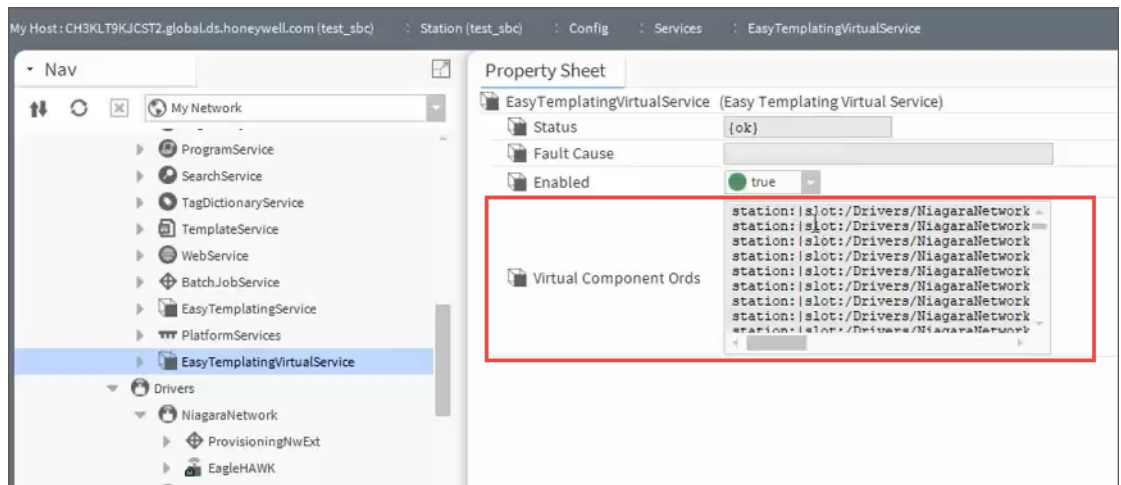 My Host : CH3KLT9KJCST2.global.ds.honeywell.com (test_sbc) : Station (test_sbc) : Config : Services : EasyTemplatingVirtualService
Nav
My Network
ProgramService
SearchService
TagDictionaryService
TemplateService
WebService
BatchJobService
EasyTemplatingService
PlatformServices
EasyTemplatingVirtualService
Drivers
NiagaraNetwork
ProvisioningNwExt
EagleHAWK
Property Sheet
EasyTemplatingVirtualService (Easy Templating Virtual Service)
Status {ok}
Fault Cause
Enabled true
Virtual Component Ords
station:|slot:/Drivers/NiagaraNetwork
station:|slot:/Drivers/NiagaraNetwork
station:|slot:/Drivers/NiagaraNetwork
station:|slot:/Drivers/NiagaraNetwork
station:|slot:/Drivers/NiagaraNetwork
station:|slot:/Drivers/NiagaraNetwork
station:|slot:/Drivers/NiagaraNetwork
station:|slot:/Drivers/NiagaraNetwork
station:|slot:/Drivers/NiagaraNetwork